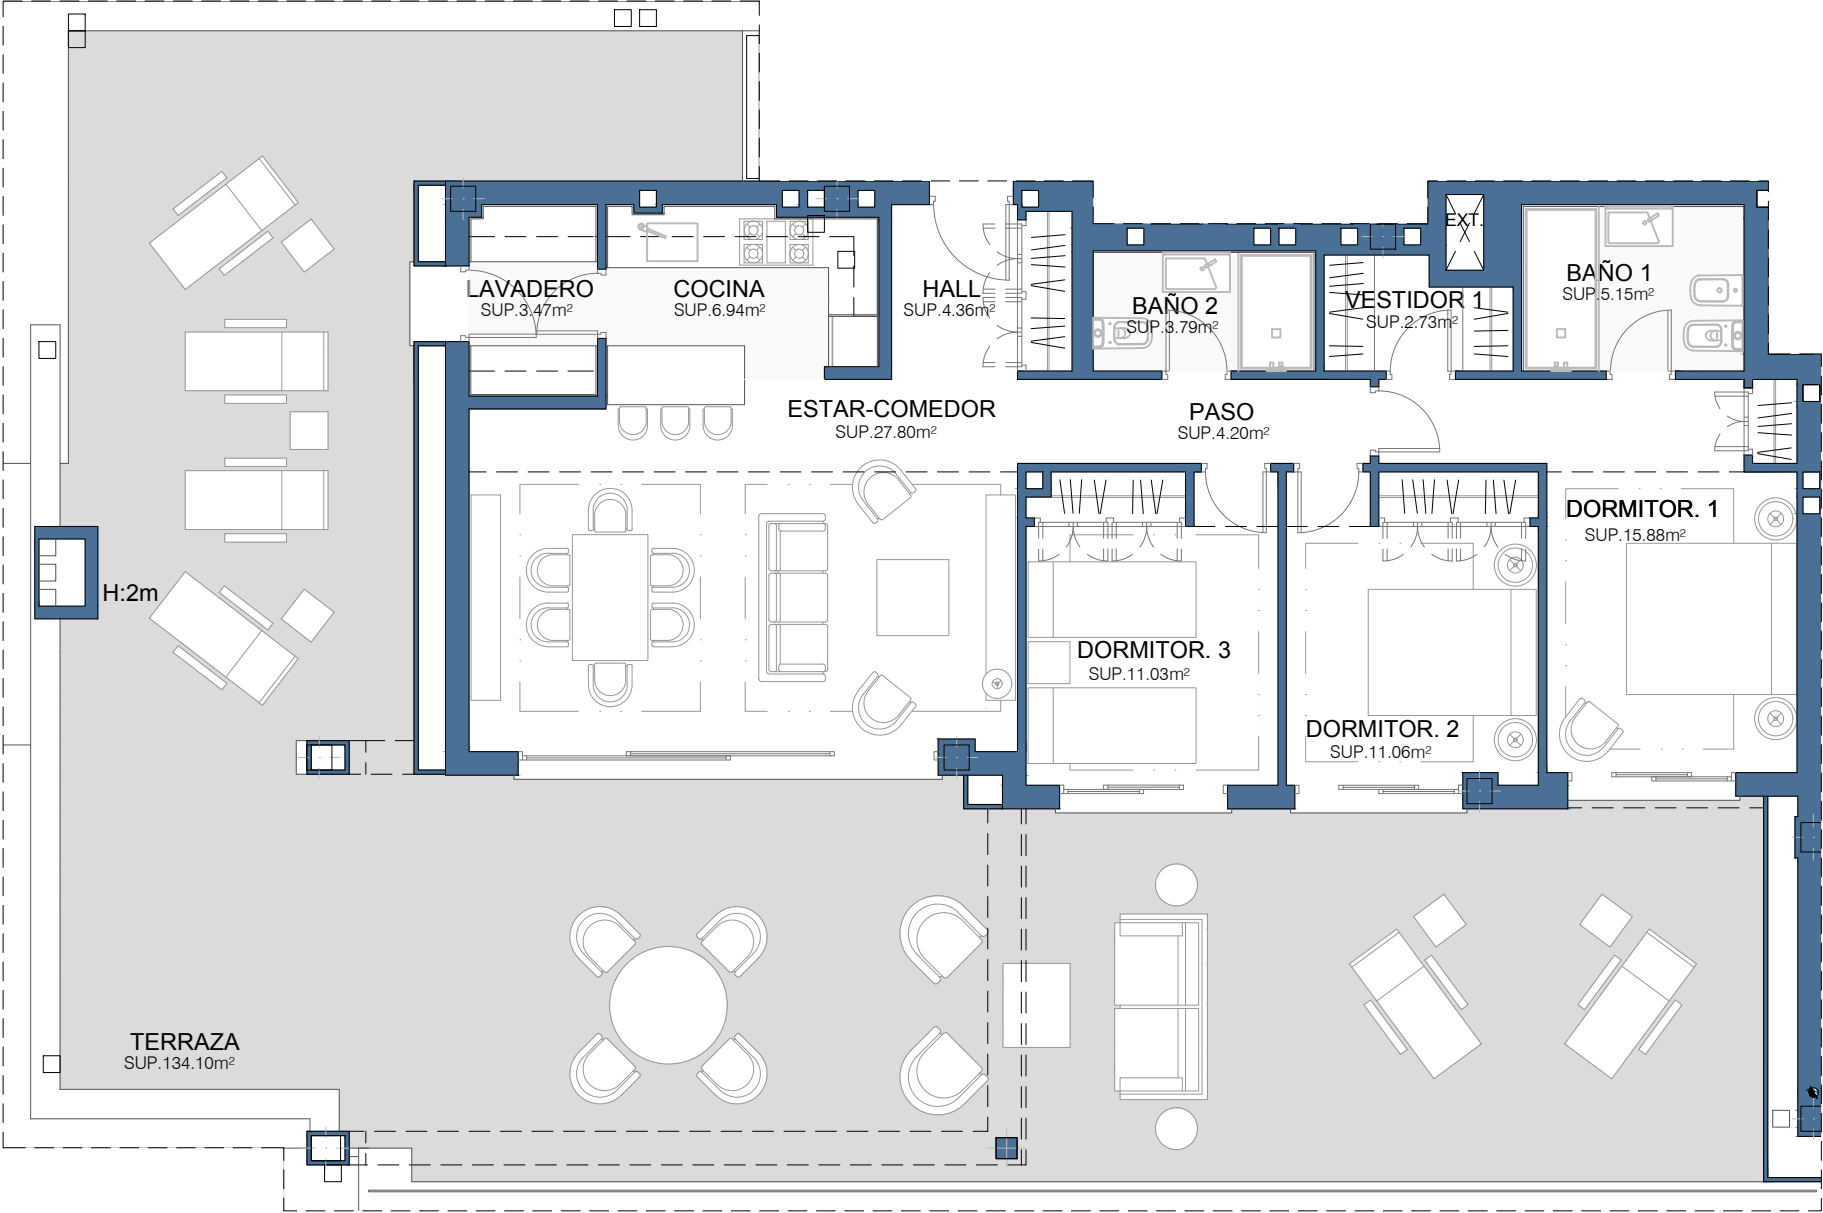 EXT.
LAVADERO
SUP.3.47m²
COCINA
SUP.6.94m²
HALL
SUP.4.36m²
BAÑO 2
SUP.3.79m²
VESTIDOR 1
SUP.2.73m²
BAÑO 1
SUP.5.15m²
ESTAR-COMEDOR
SUP.27.80m²
PASO
SUP.4.20m²
DORMITOR. 1
SUP.15.88m²
H:2m
DORMITOR. 3
SUP.11.03m²
DORMITOR. 2
SUP.11.06m²
TERRAZA
SUP.134.10m²